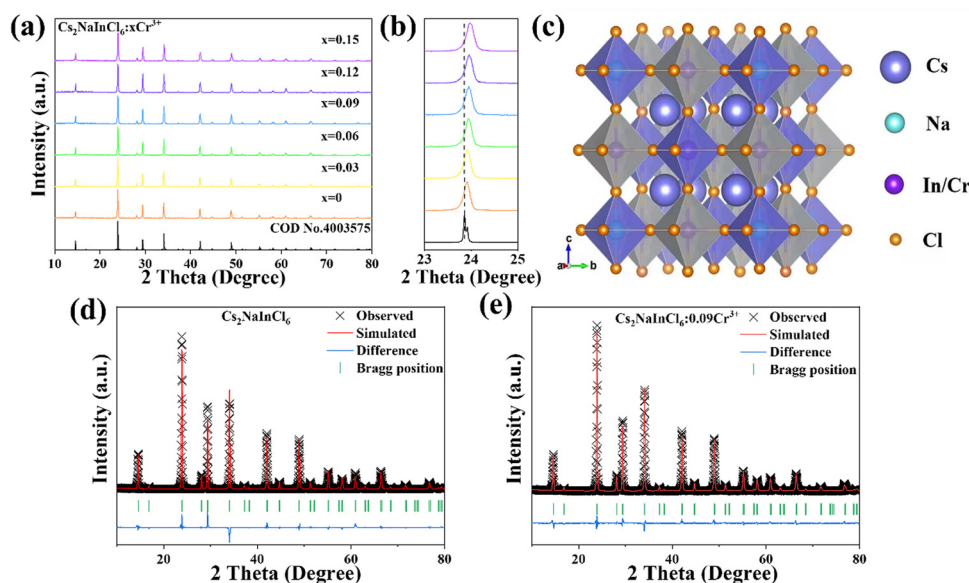 (a)
Cs₂NaInCl₆:xCr³⁺
x=0.15
x=0.12
x=0.09
x=0.06
x=0.03
x=0
COD No.4003575
Intensity (a.u.)
10 20 30 40 50 60 70 80
2 Theta (Degree)
(b)
23 24 25
2 Theta (Degree)
(c)
Cs
Na
In/Cr
Cl
c
a b
(d)
Cs₂NaInCl₆
Observed
Simulated
Difference
Bragg position
Intensity (a.u.)
20 40 60 80
2 Theta (Degree)
(e)
Cs₂NaInCl₆:0.09Cr³⁺
Observed
Simulated
Difference
Bragg position
Intensity (a.u.)
20 40 60 80
2 Theta (Degree)